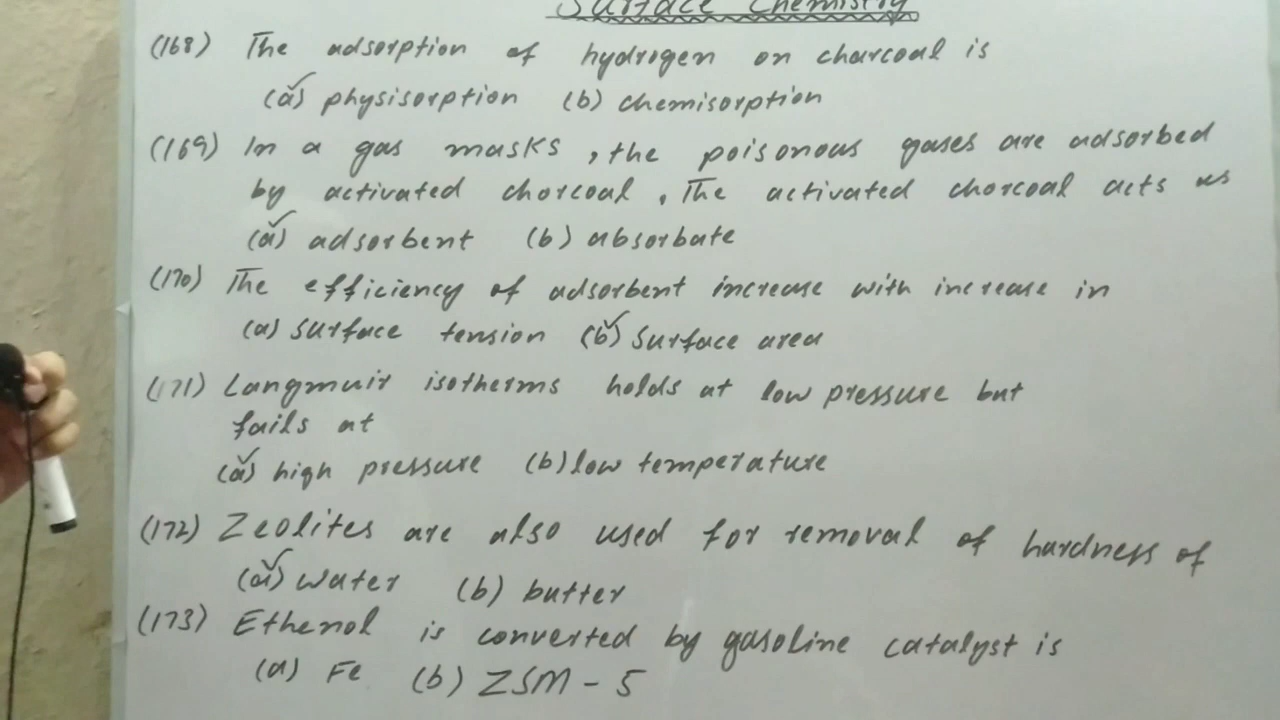 Surface Chemistry
(168) The adsorption of hydrogen on charcoal is
(a) physisorption (b) chemisorption
(169) In a gas masks, the poisonous gases are adsorbed
by activated chorcoal, The activated chorcoal acts as
(a) adsorbent (b) absorbate
(170) The efficiency of adsorbent increase with increase in
(a) surface tension (b) surface area
(171) Langmuir isotherms holds at low pressure but
fails at
(a) high pressure (b) low temperature
(172) Zeolites are also used for removal of hardness of
(a) water (b) butter
(173) Ethenol is converted by gasoline catalyst is
(a) Fe (b) ZSM-5